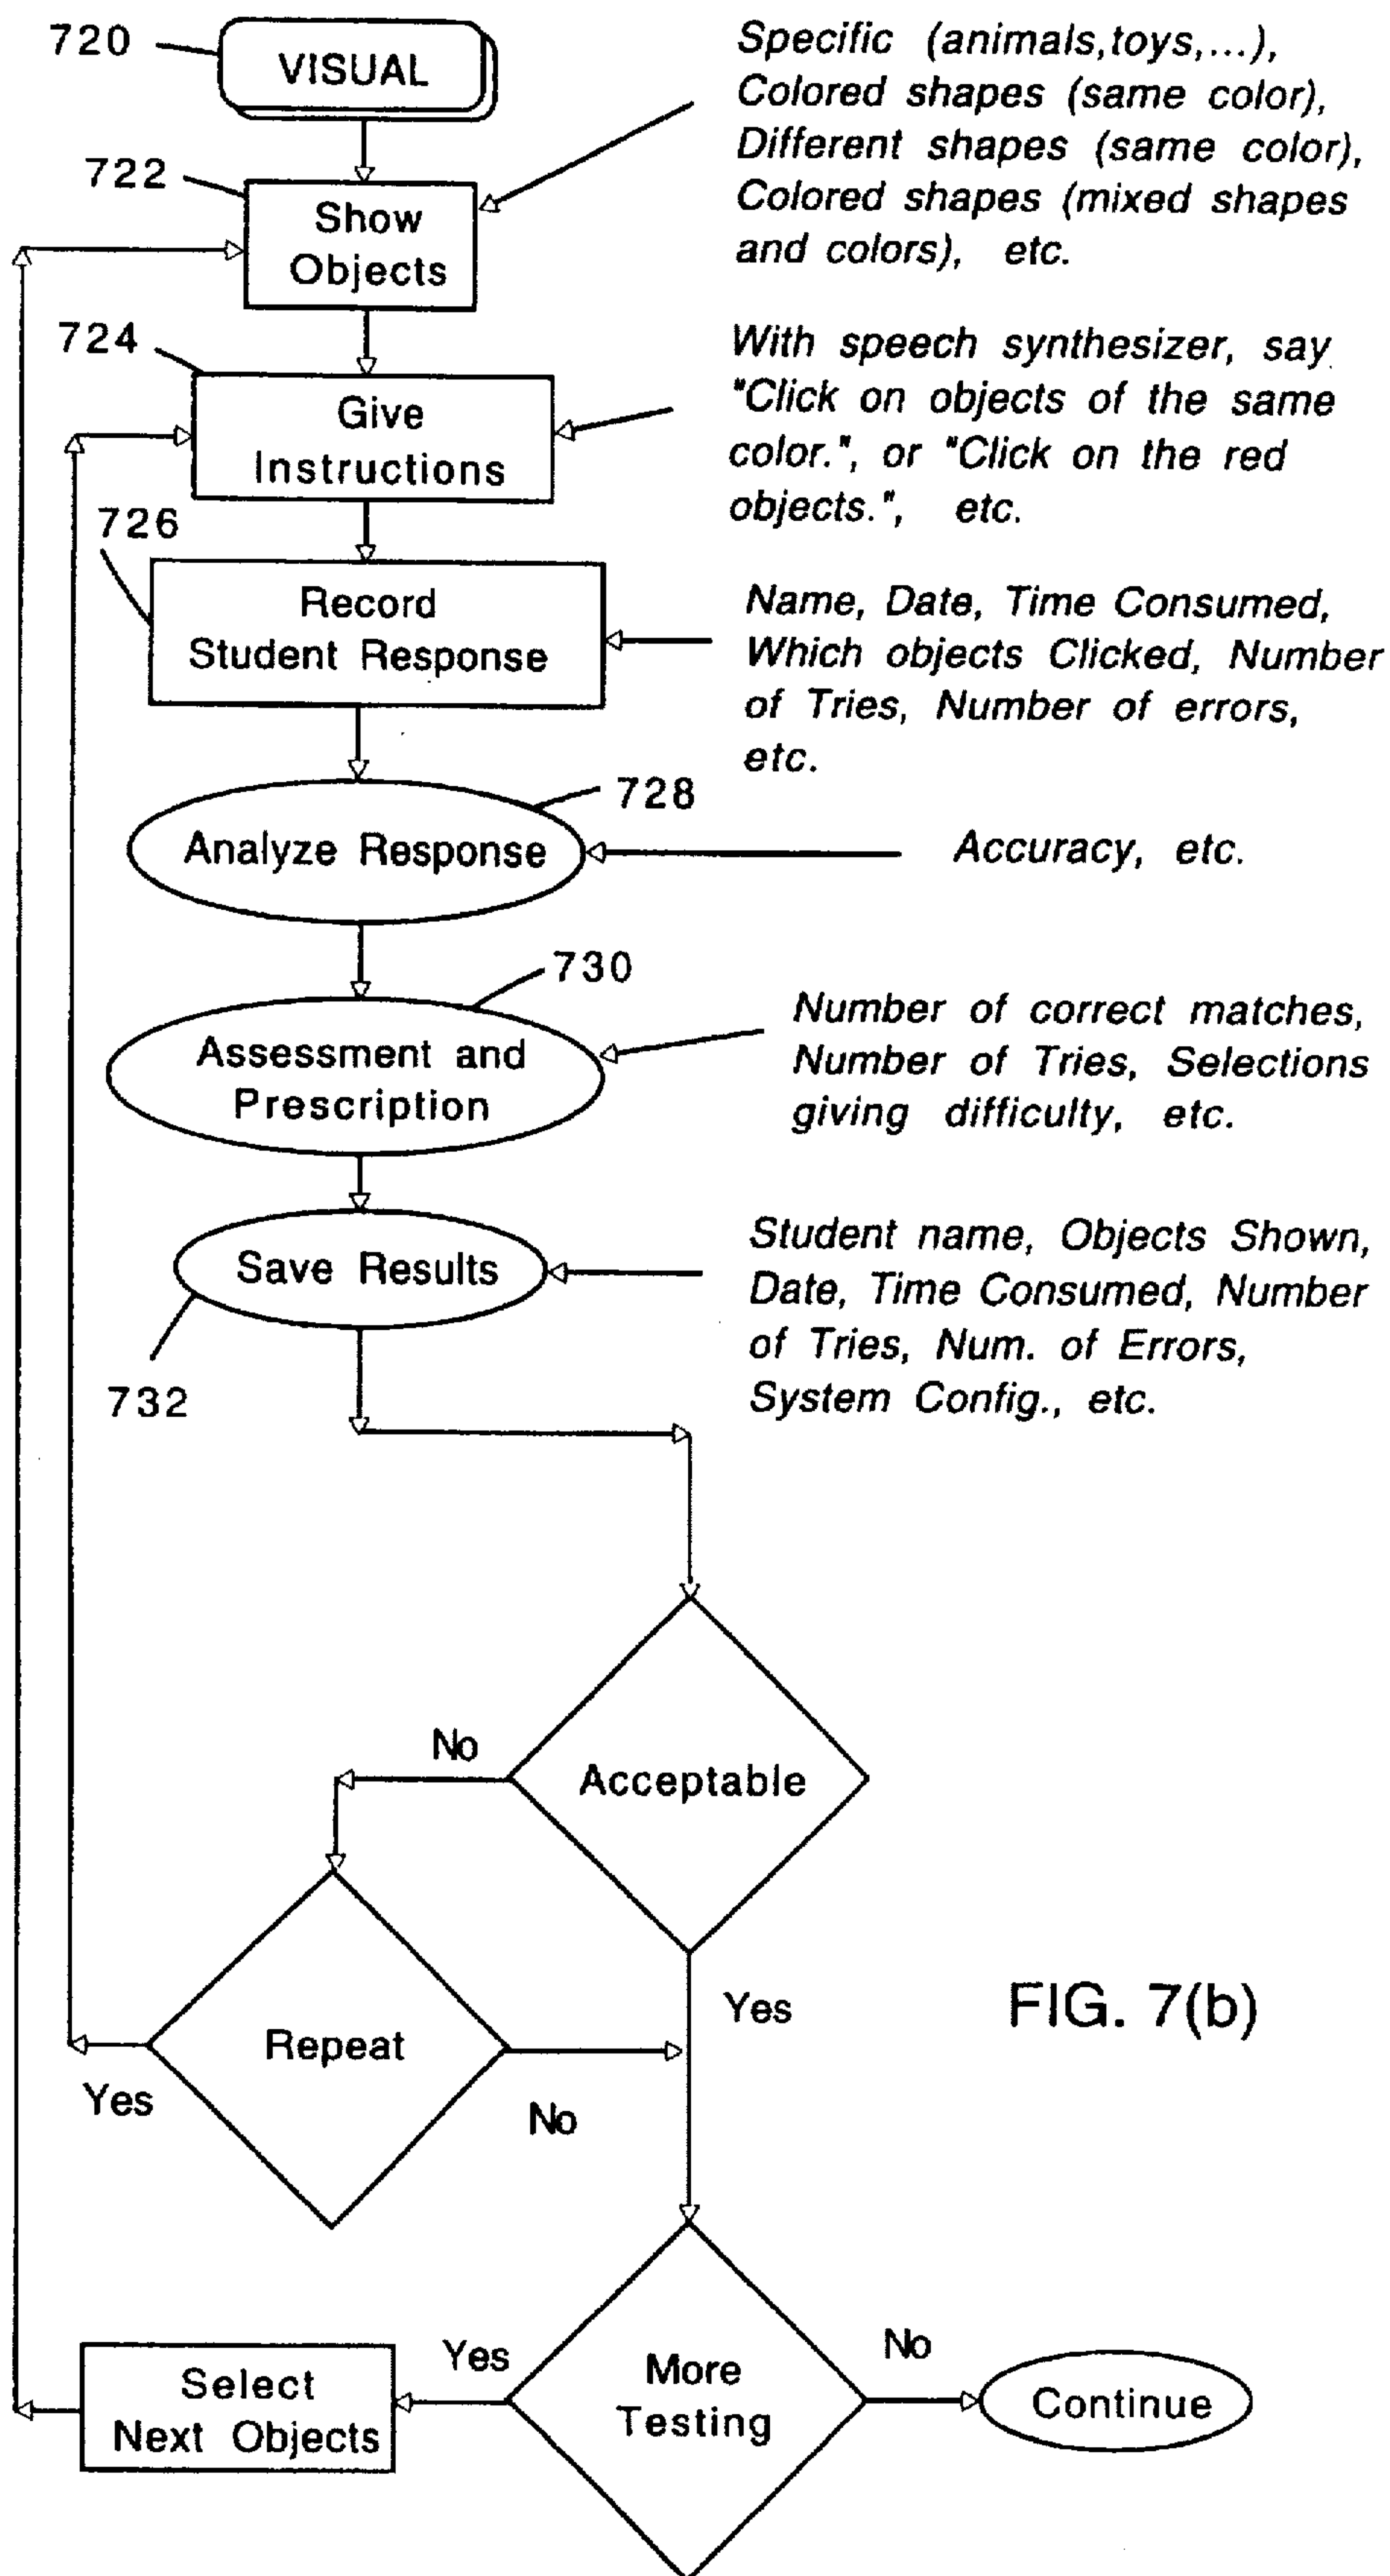 720
VISUAL
Specific (animals,toys,...),
Colored shapes (same color),
Different shapes (same color),
Colored shapes (mixed shapes
and colors), etc.
722
Show
Objects
724
Give
Instructions
With speech synthesizer, say
"Click on objects of the same
color.", or "Click on the red
objects.", etc.
726
Record
Student Response
Name, Date, Time Consumed,
Which objects Clicked, Number
of Tries, Number of errors,
etc.
728
Analyze Response
Accuracy, etc.
730
Assessment and
Prescription
Number of correct matches,
Number of Tries, Selections
giving difficulty, etc.
Save Results
732
Student name, Objects Shown,
Date, Time Consumed, Number
of Tries, Num. of Errors,
System Config., etc.
No
Acceptable
Yes
FIG. 7(b)
Repeat
Yes
No
Select
Next Objects
Yes
More
Testing
No
Continue